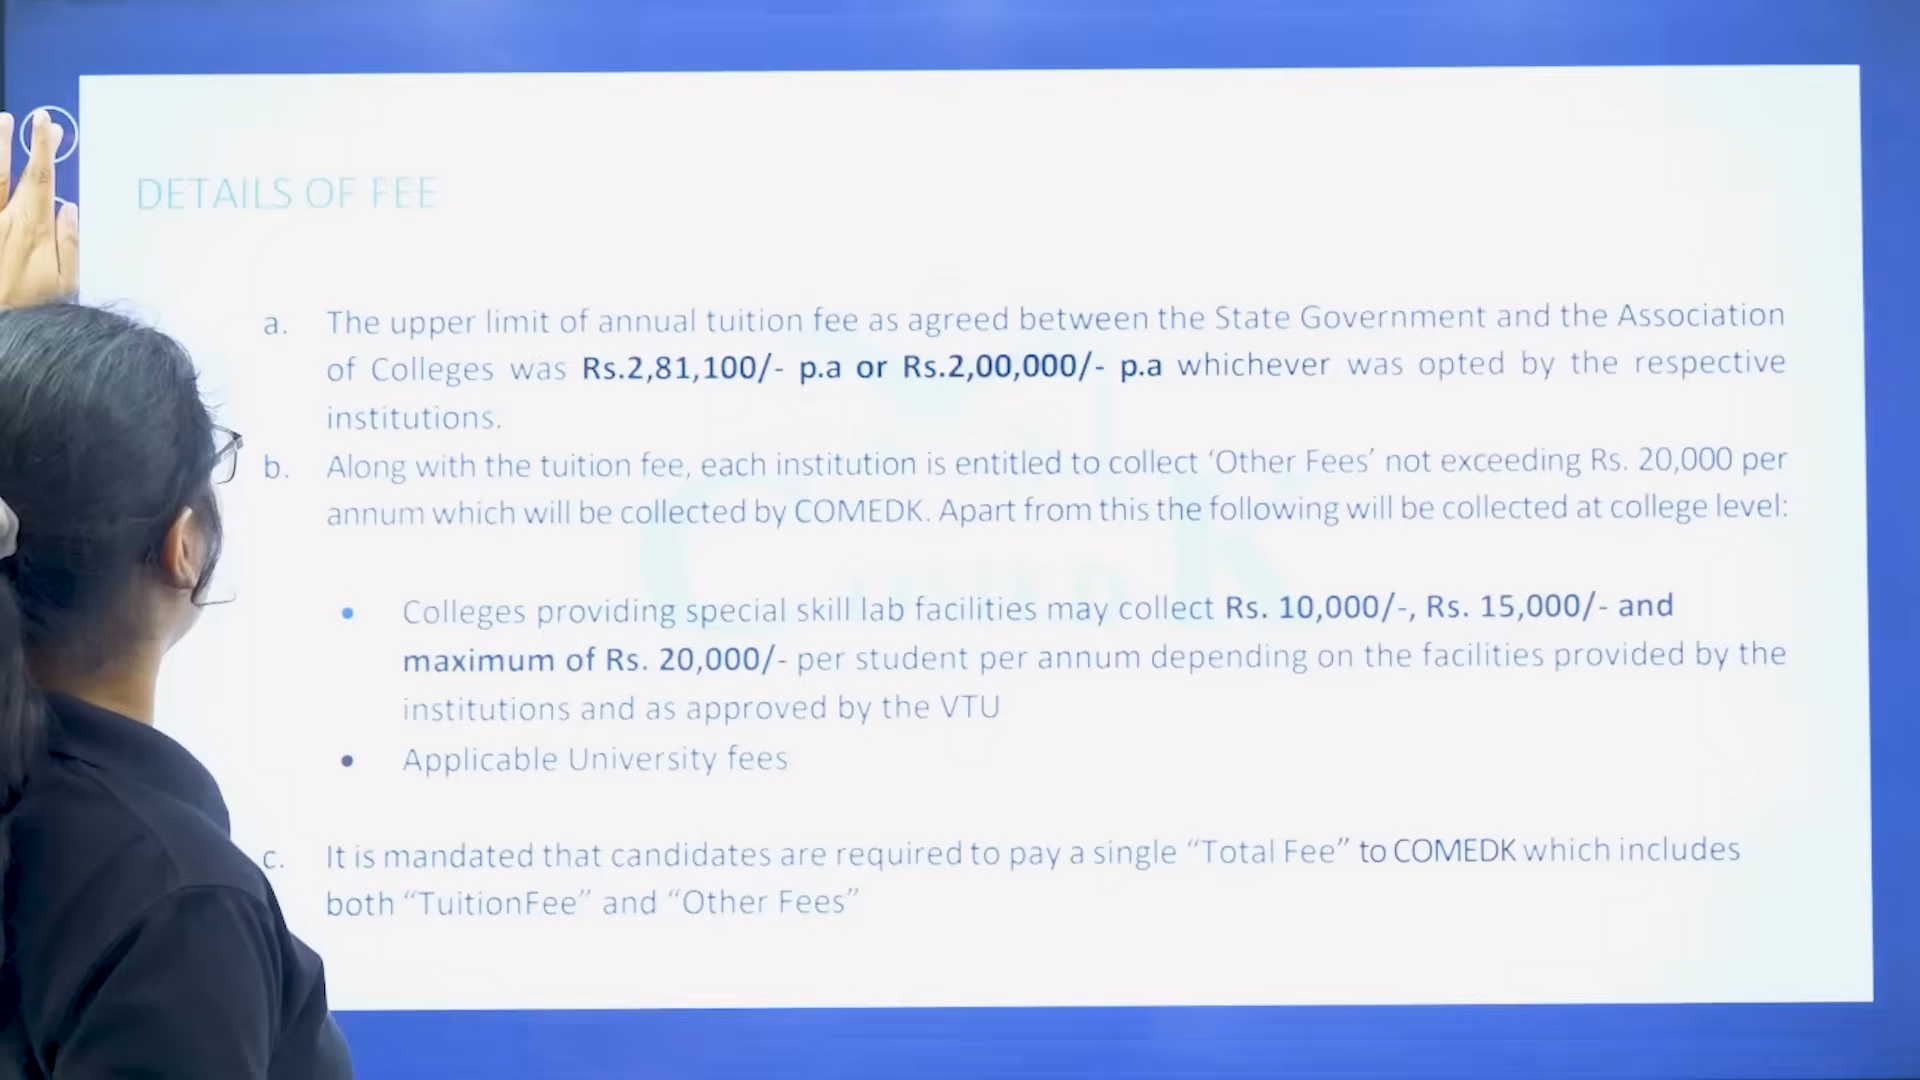 DETAILS OF FEE
a. The upper limit of annual tuition fee as agreed between the State Government and the Association
of Colleges was Rs.2,81,100/- p.a or Rs.2,00,000/- p.a whichever was opted by the respective
institutions.
b. Along with the tuition fee, each institution is entitled to collect ‘Other Fees’ not exceeding Rs. 20,000 per
annum which will be collected by COMEDK. Apart from this the following will be collected at college level:
• Colleges providing special skill lab facilities may collect Rs. 10,000/-, Rs. 15,000/- and
maximum of Rs. 20,000/- per student per annum depending on the facilities provided by the
institutions and as approved by the VTU
• Applicable University fees
c. It is mandated that candidates are required to pay a single “Total Fee” to COMEDK which includes
both “TuitionFee” and “Other Fees”